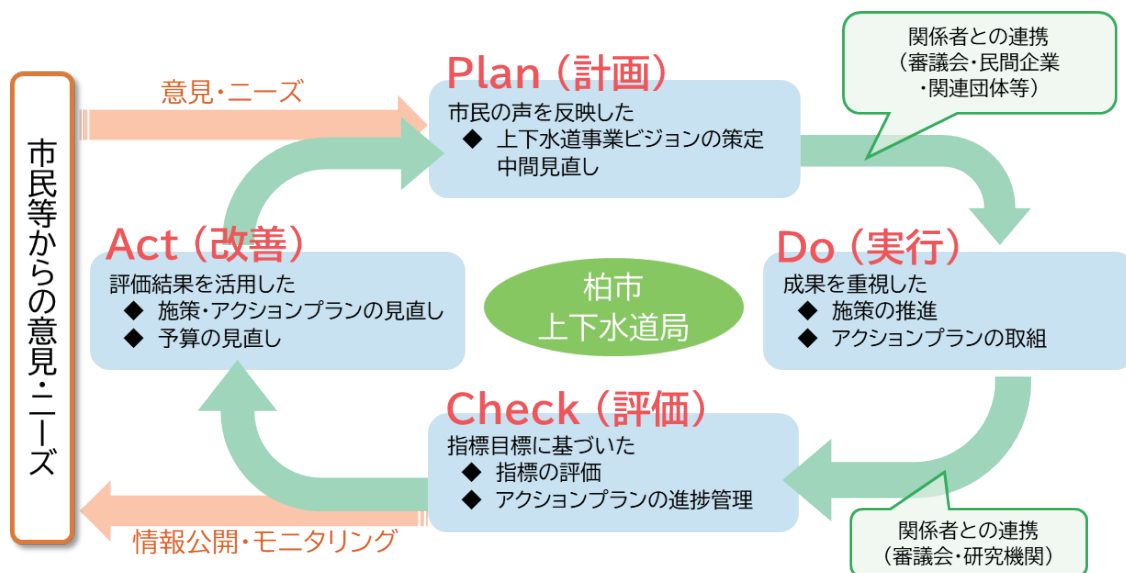 市民等からの意見・ニーズ
意見・ニーズ
Plan（計画）
市民の声を反映した
◆ 上下水道事業ビジョンの策定
中間見直し
関係者との連携
（審議会・民間企業
・関連団体等）
Act（改善）
評価結果を活用した
◆ 施策・アクションプランの見直し
◆ 予算の見直し
柏市
上下水道局
Do（実行）
成果を重視した
◆ 施策の推進
◆ アクションプランの取組
Check（評価）
指標目標に基づいた
◆ 指標の評価
◆ アクションプランの進捗管理
情報公開・モニタリング
関係者との連携
（審議会・研究機関）